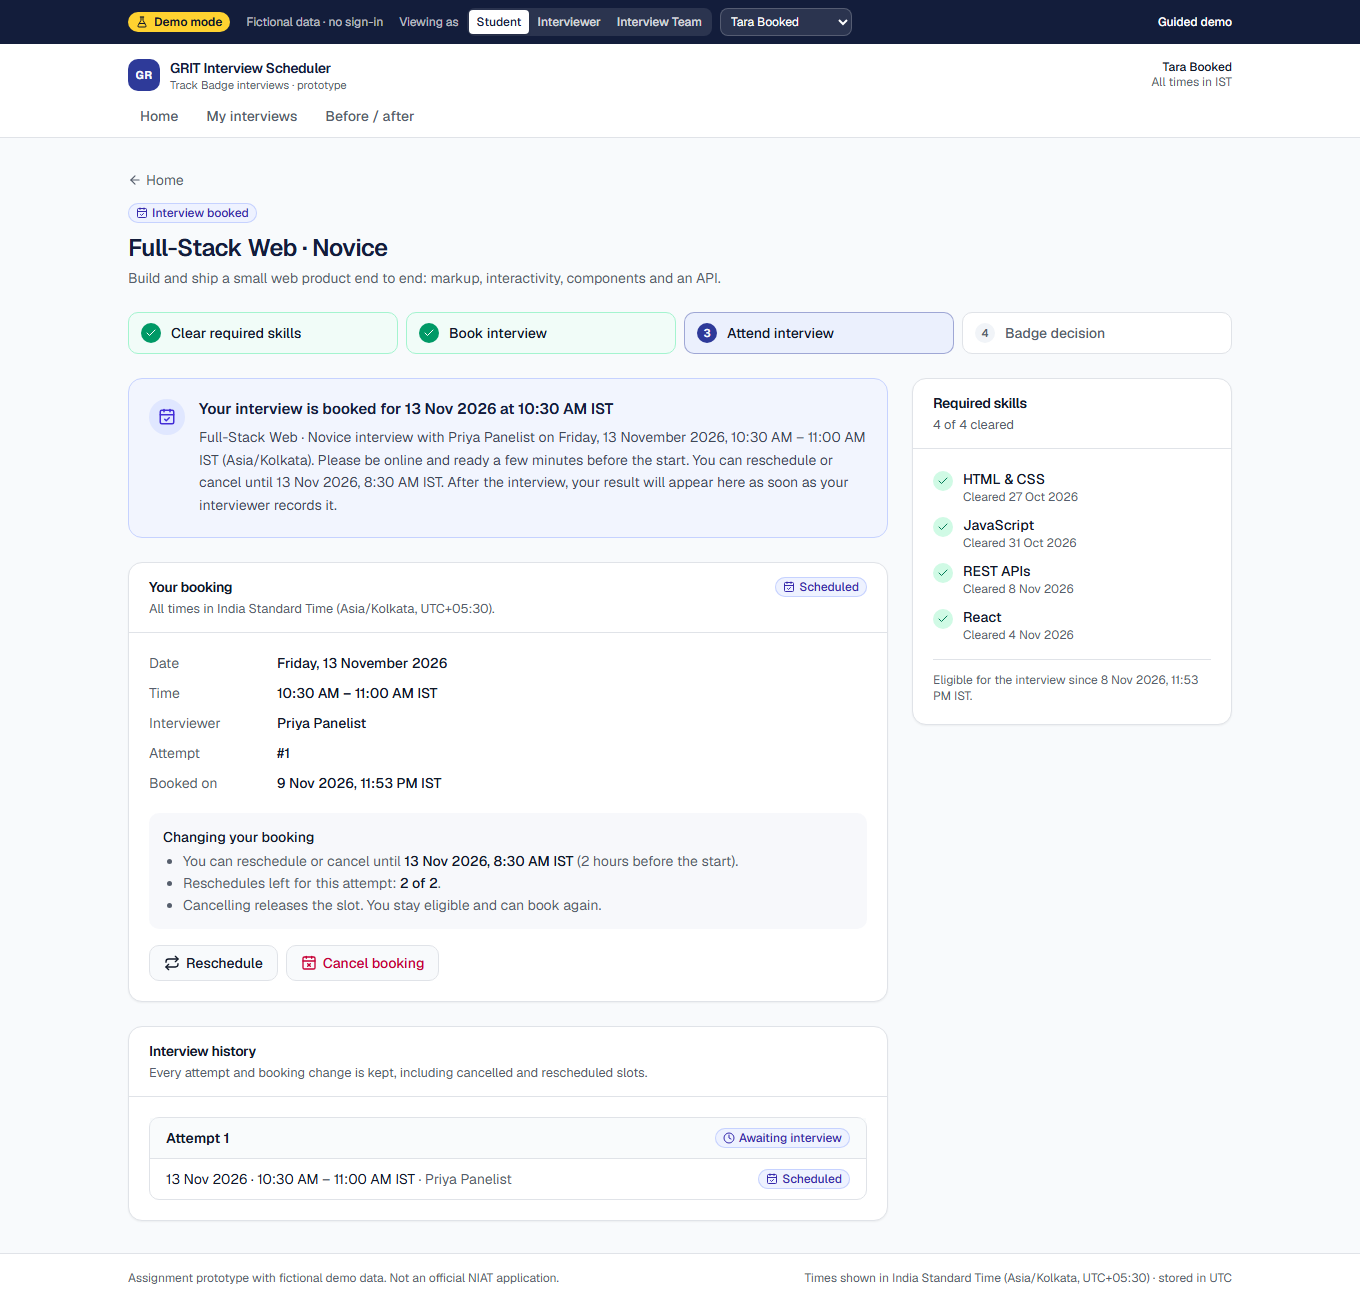 Demo mode
Fictional data · no sign-in
Viewing as
Student
Interviewer
Interview Team
Tara Booked
Guided demo
GR
GRIT Interview Scheduler
Track Badge interviews · prototype
Tara Booked
All times in IST
Home
My interviews
Before / after
← Home
Interview booked
Full-Stack Web · Novice
Build and ship a small web product end to end: markup, interactivity, components and an API.
Clear required skills
Book interview
3 Attend interview
4 Badge decision
Your interview is booked for 13 Nov 2026 at 10:30 AM IST
Full-Stack Web · Novice interview with Priya Panelist on Friday, 13 November 2026, 10:30 AM – 11:00 AM
IST (Asia/Kolkata). Please be online and ready a few minutes before the start. You can reschedule or
cancel until 13 Nov 2026, 8:30 AM IST. After the interview, your result will appear here as soon as your
interviewer records it.
Your booking
Scheduled
All times in India Standard Time (Asia/Kolkata, UTC+05:30).
Date Friday, 13 November 2026
Time 10:30 AM – 11:00 AM IST
Interviewer Priya Panelist
Attempt #1
Booked on 9 Nov 2026, 11:53 PM IST
Changing your booking
• You can reschedule or cancel until 13 Nov 2026, 8:30 AM IST (2 hours before the start).
• Reschedules left for this attempt: 2 of 2.
• Cancelling releases the slot. You stay eligible and can book again.
Reschedule
Cancel booking
Interview history
Every attempt and booking change is kept, including cancelled and rescheduled slots.
Attempt 1
Awaiting interview
13 Nov 2026 · 10:30 AM – 11:00 AM IST · Priya Panelist
Scheduled
Required skills
4 of 4 cleared
HTML & CSS
Cleared 27 Oct 2026
JavaScript
Cleared 31 Oct 2026
REST APIs
Cleared 8 Nov 2026
React
Cleared 4 Nov 2026
Eligible for the interview since 8 Nov 2026, 11:53
PM IST.
Assignment prototype with fictional demo data. Not an official NIAT application.
Times shown in India Standard Time (Asia/Kolkata, UTC+05:30) · stored in UTC